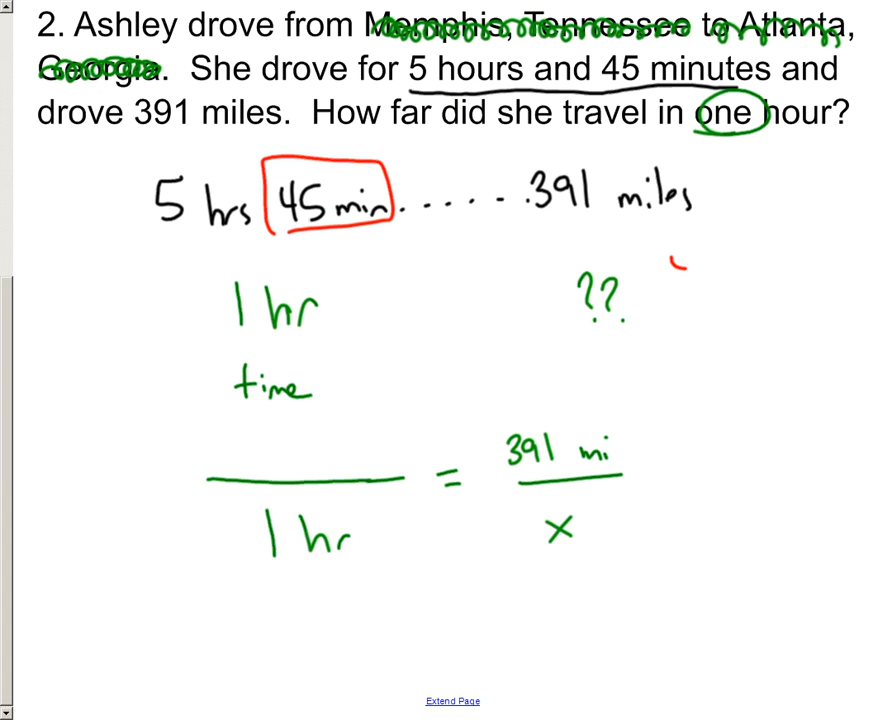 2. Ashley drove from Memphis, Tennessee to Atlanta,
Georgia. She drove for 5 hours and 45 minutes and
drove 391 miles. How far did she travel in one hour?
5 hrs 45 min . . . . . . 391 miles
1 hr ??
time
391 mi
=
1 hr x
Extend Page